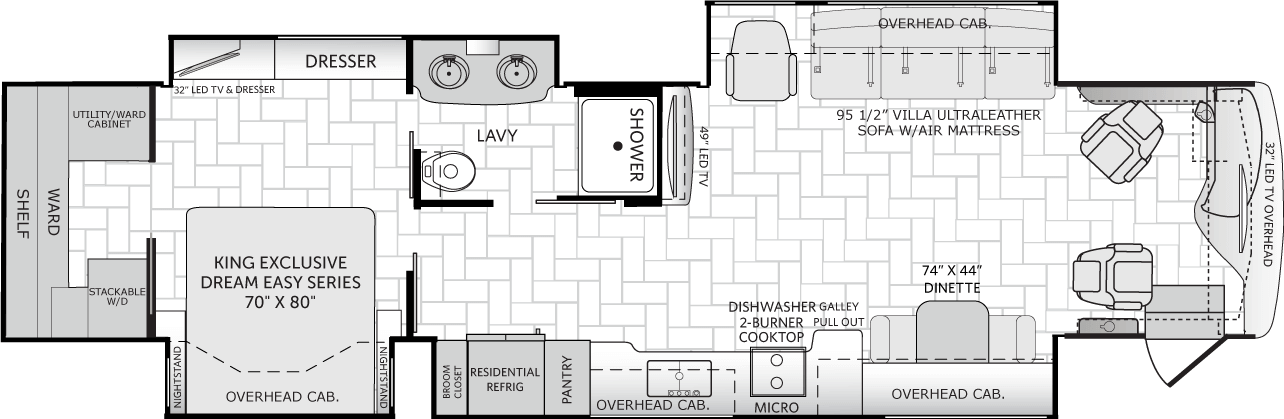 OVERHEAD CAB.
DRESSER
32" LED TV & DRESSER
UTILITY/WARD
CABINET
LAVY
SHOWER
49" LED TV
95 1/2" VILLA ULTRALEATHER
SOFA W/AIR MATTRESS
32" LED TV OVERHEAD
SHELF
WARD
STACKABLE
W/D
KING EXCLUSIVE
DREAM EASY SERIES
70" X 80"
74" X 44"
DINETTE
DISHWASHER
2-BURNER
COOKTOP
GALLEY
PULL OUT
NIGHTSTAND
OVERHEAD CAB.
NIGHTSTAND
BROOM
CLOSET
RESIDENTIAL
REFRIG
PANTRY
OVERHEAD CAB.
MICRO
OVERHEAD CAB.